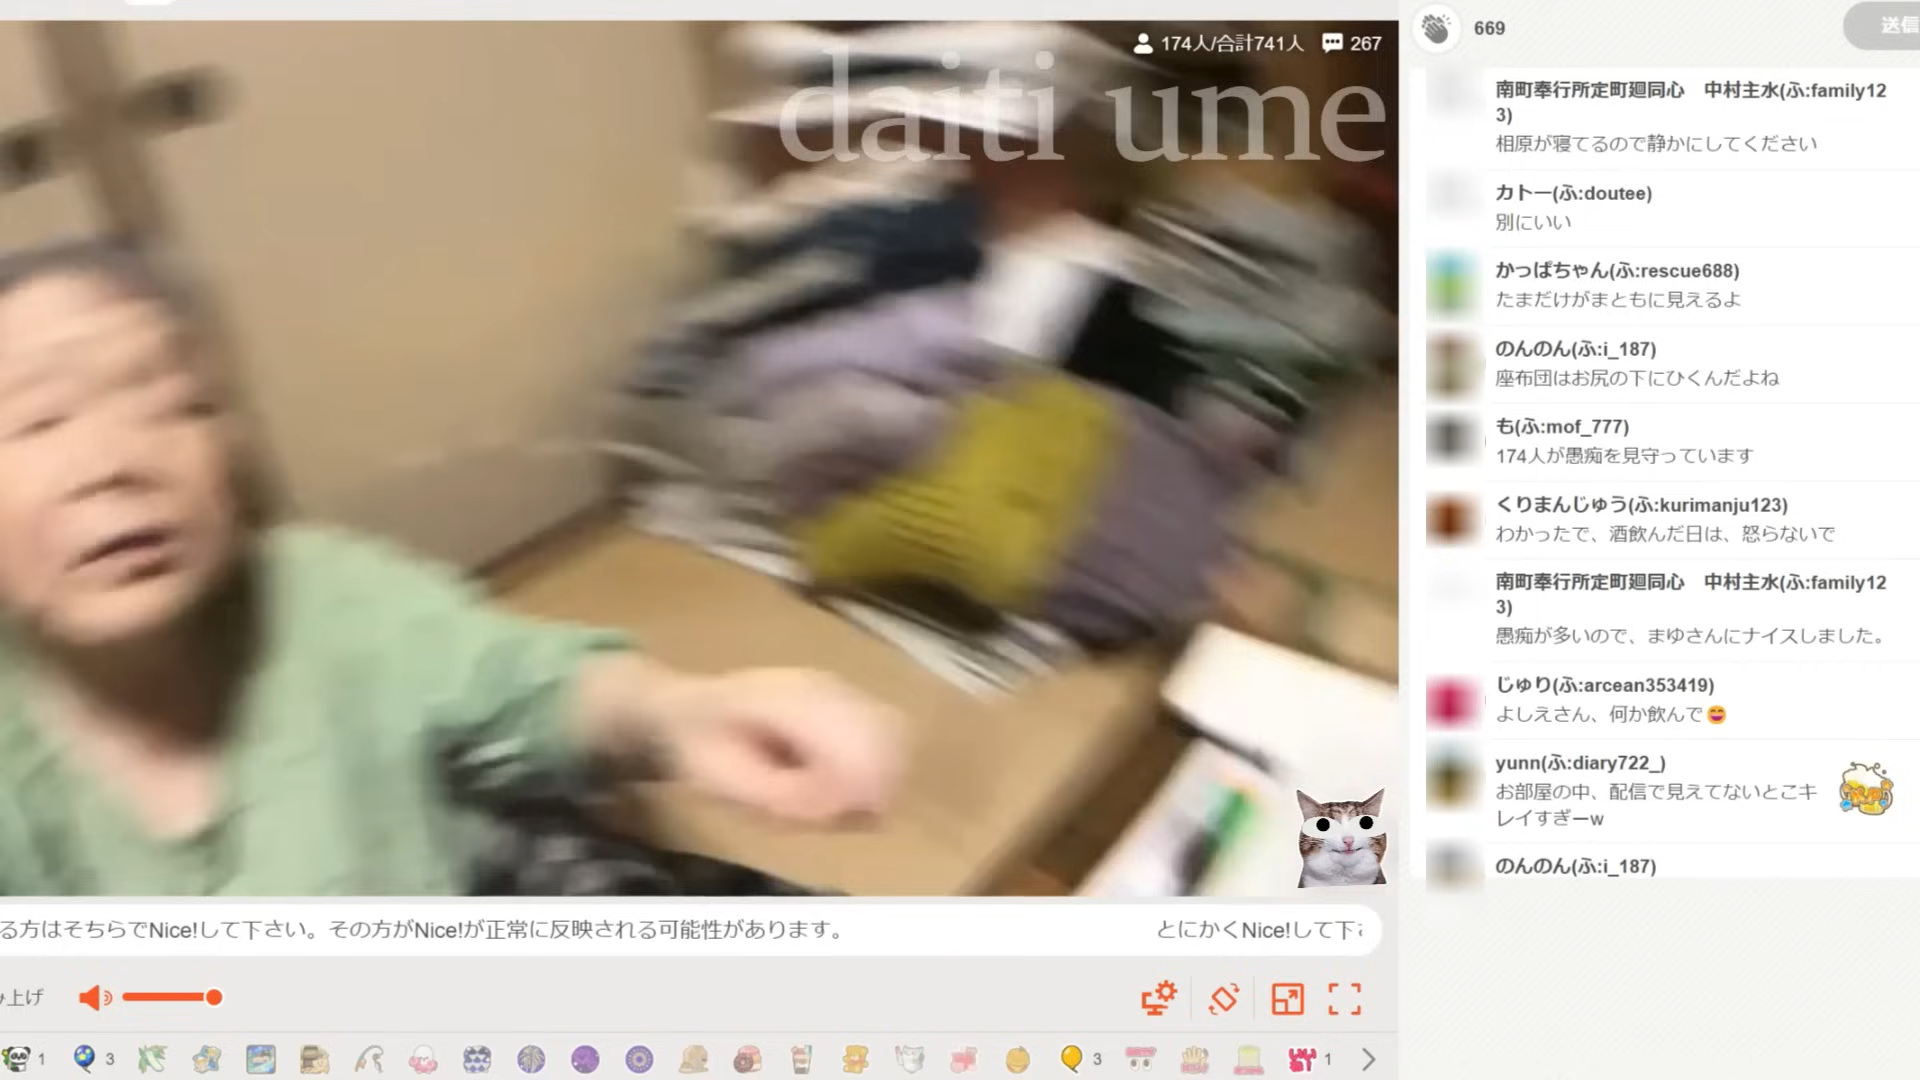 174人/合計741人 267
daiti ume
669
送信
南町奉行所定町廻同心 中村主水(ふ:family12
3)
相原が寝てるので静かにしてください
カトー(ふ:doutee)
別にいい
かっぱちゃん(ふ:rescue688)
たまだけがまともに見えるよ
のんのん(ふ:i_187)
座布団はお尻の下にひくんだよね
も(ふ:mof_777)
174人が愚痴を見守っています
くりまんじゅう(ふ:kurimanju123)
わかったで、酒飲んだ日は、怒らないで
南町奉行所定町廻同心 中村主水(ふ:family12
3)
愚痴が多いので、まゆさんにナイスしました。
じゅり(ふ:arcean353419)
よしえさん、何か飲んで😄
yunn(ふ:diary722_)
お部屋の中、配信で見えてないとこキ
レイすぎーw
のんのん(ふ:i_187)
る方はそちらでNice!して下さい。その方がNice!が正常に反映される可能性があります。 とにかくNice!して下さ
み上げ
1 3 3 1